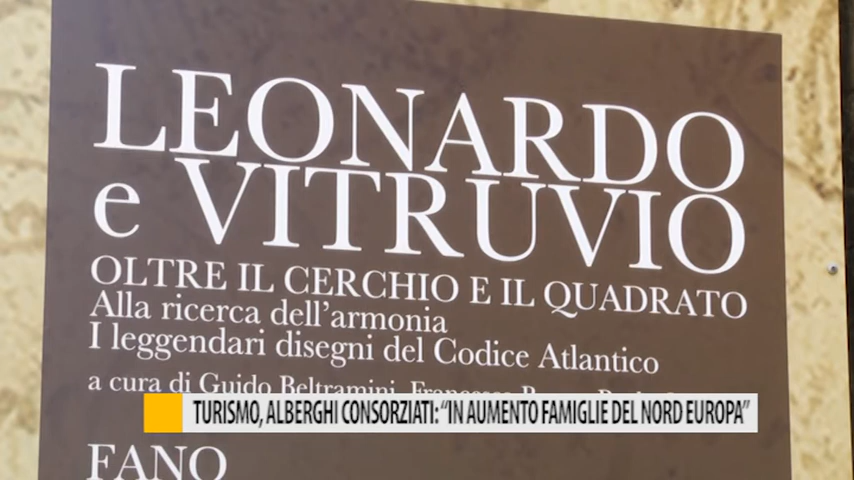 LEONARDO
e VITRUVIO
OLTRE IL CERCHIO E IL QUADRATO
Alla ricerca dell'armonia
I leggendari disegni del Codice Atlantico
a cura di Guido Beltramini, Francesca
TURISMO, ALBERGHI CONSORZIATI: “IN AUMENTO FAMIGLIE DEL NORD EUROPA”
FANO